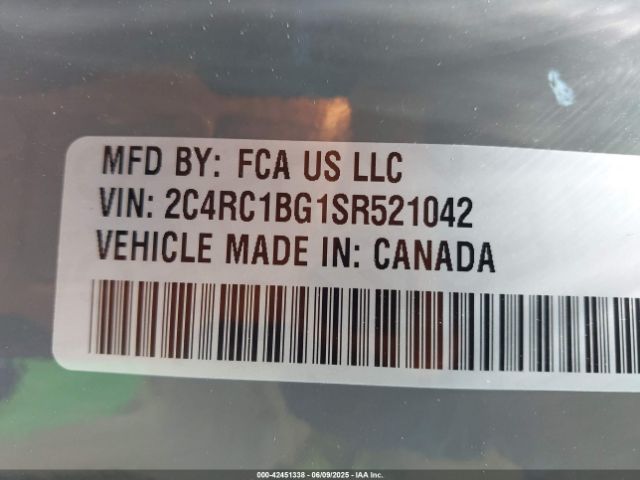 MFD BY: FCA US LLC
VIN: 2C4RC1BG1SR521042
VEHICLE MADE IN: CANADA
000-42451338 - 06/09/2025 - IAA Inc.